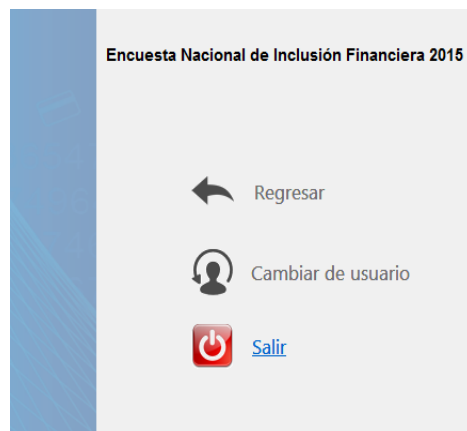 Encuesta Nacional de Inclusión Financiera 2015
Regresar
Cambiar de usuario
Salir